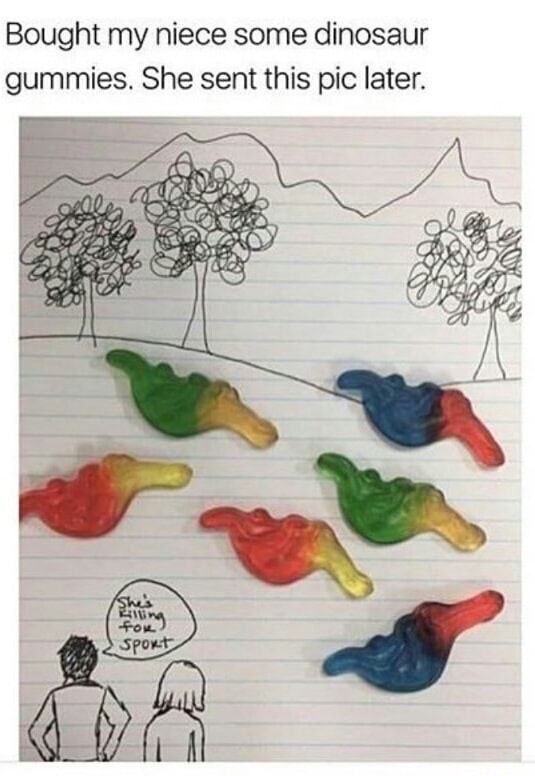 Bought my niece some dinosaur
gummies. She sent this pic later.
She's
Killing
for
sport